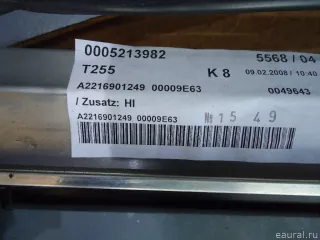 0005213982 5568 / 04
T255 K 8 09.02.2008 / 10:40
A2216901249 00009E63 0049643
/ Zusatz: HI
A2216901249 00009E63 № 15 49
© eaural.ru